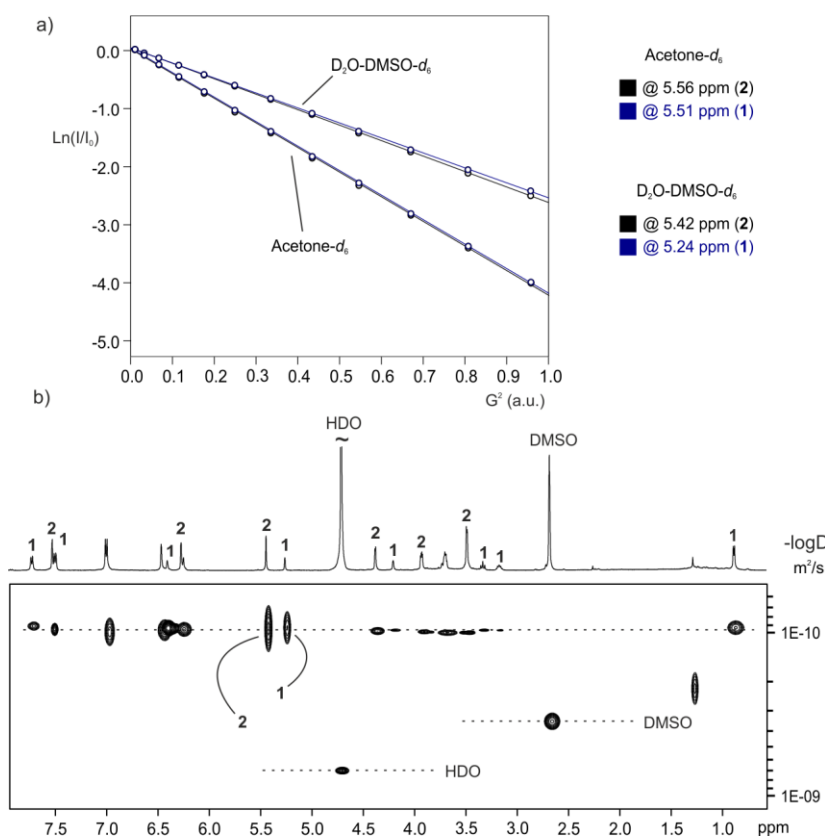 a)
0.0
-1.0
-2.0
-3.0
-4.0
-5.0
Ln(I/I₀)
D₂O-DMSO-d₆
Acetone-d₆
0.0 0.1 0.2 0.3 0.4 0.5 0.6 0.7 0.8 0.9 1.0
G² (a.u.)
Acetone-d₆
@ 5.56 ppm (2)
@ 5.51 ppm (1)
D₂O-DMSO-d₆
@ 5.42 ppm (2)
@ 5.24 ppm (1)
b)
HDO
~
DMSO
1 2 1 2 1 2 1 2 1 2 2 1 1 1
-logD
m²/s
1E-10
2
1
DMSO
HDO
1E-09
7.5 6.5 6.0 5.5 5.0 4.5 4.0 3.5 3.0 2.5 2.0 1.5 1.0 ppm